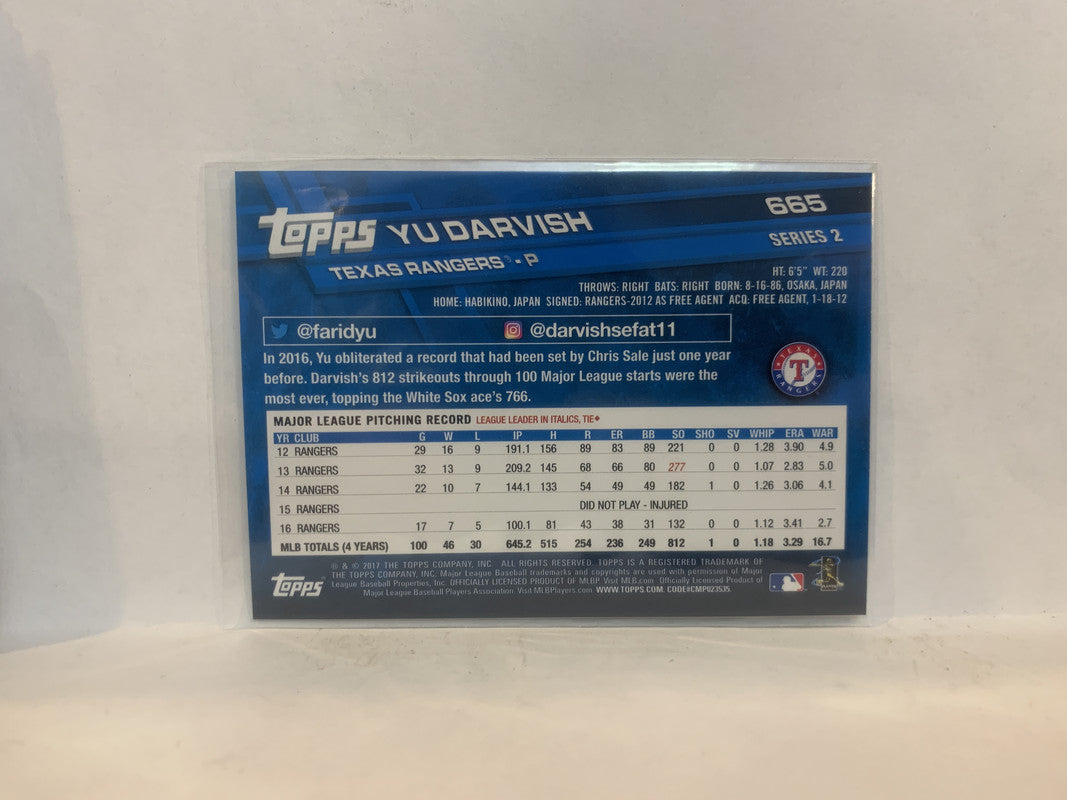 TOPPS YU DARVISH 665
TEXAS RANGERS® - P SERIES 2
HT: 6'5" WT: 220
THROWS: RIGHT BATS: RIGHT BORN: 8-16-86, OSAKA, JAPAN
HOME: HABIKINO, JAPAN SIGNED: RANGERS-2012 AS FREE AGENT ACQ: FREE AGENT, 1-18-12
@faridyu @darvishsefat11
In 2016, Yu obliterated a record that had been set by Chris Sale just one year
before. Darvish's 812 strikeouts through 100 Major League starts were the
most ever, topping the White Sox ace's 766.
TEXAS RANGERS T
MAJOR LEAGUE PITCHING RECORD LEAGUE LEADER IN ITALICS, TIE◆
YR CLUB G W L IP H R ER BB SO SHO SV WHIP ERA WAR
12 RANGERS 29 16 9 191.1 156 89 83 89 221 0 0 1.28 3.90 4.9
13 RANGERS 32 13 9 209.2 145 68 66 80 277 0 0 1.07 2.83 5.0
14 RANGERS 22 10 7 144.1 133 54 49 49 182 1 0 1.26 3.06 4.1
15 RANGERS DID NOT PLAY - INJURED
16 RANGERS 17 7 5 100.1 81 43 38 31 132 0 0 1.12 3.41 2.7
MLB TOTALS (4 YEARS) 100 46 30 645.2 515 254 236 249 812 1 0 1.18 3.29 16.7
® & © 2017 THE TOPPS COMPANY, INC. ALL RIGHTS RESERVED. TOPPS IS A REGISTERED TRADEMARK OF
THE TOPPS COMPANY, INC. Major League Baseball trademarks and copyrights are used with permission of Major
League Baseball Properties, Inc. OFFICIALLY LICENSED PRODUCT OF MLBP Visit MLB.com Officially Licensed Product of
Major League Baseball Players Association. Visit MLBPlayers.com WWW.TOPPS.COM. CODE#CMP023535.
TOPPS